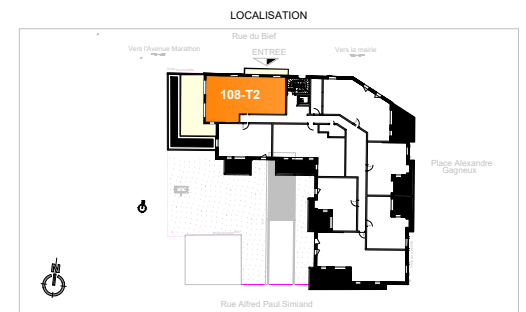 LOCALISATION
Rue du Bief
Vers l'Avenue Marathon
ENTREE
Vers la mairie
108-T2
Place Alexandre
Gagneux
N
Rue Alfred Paul Simiand